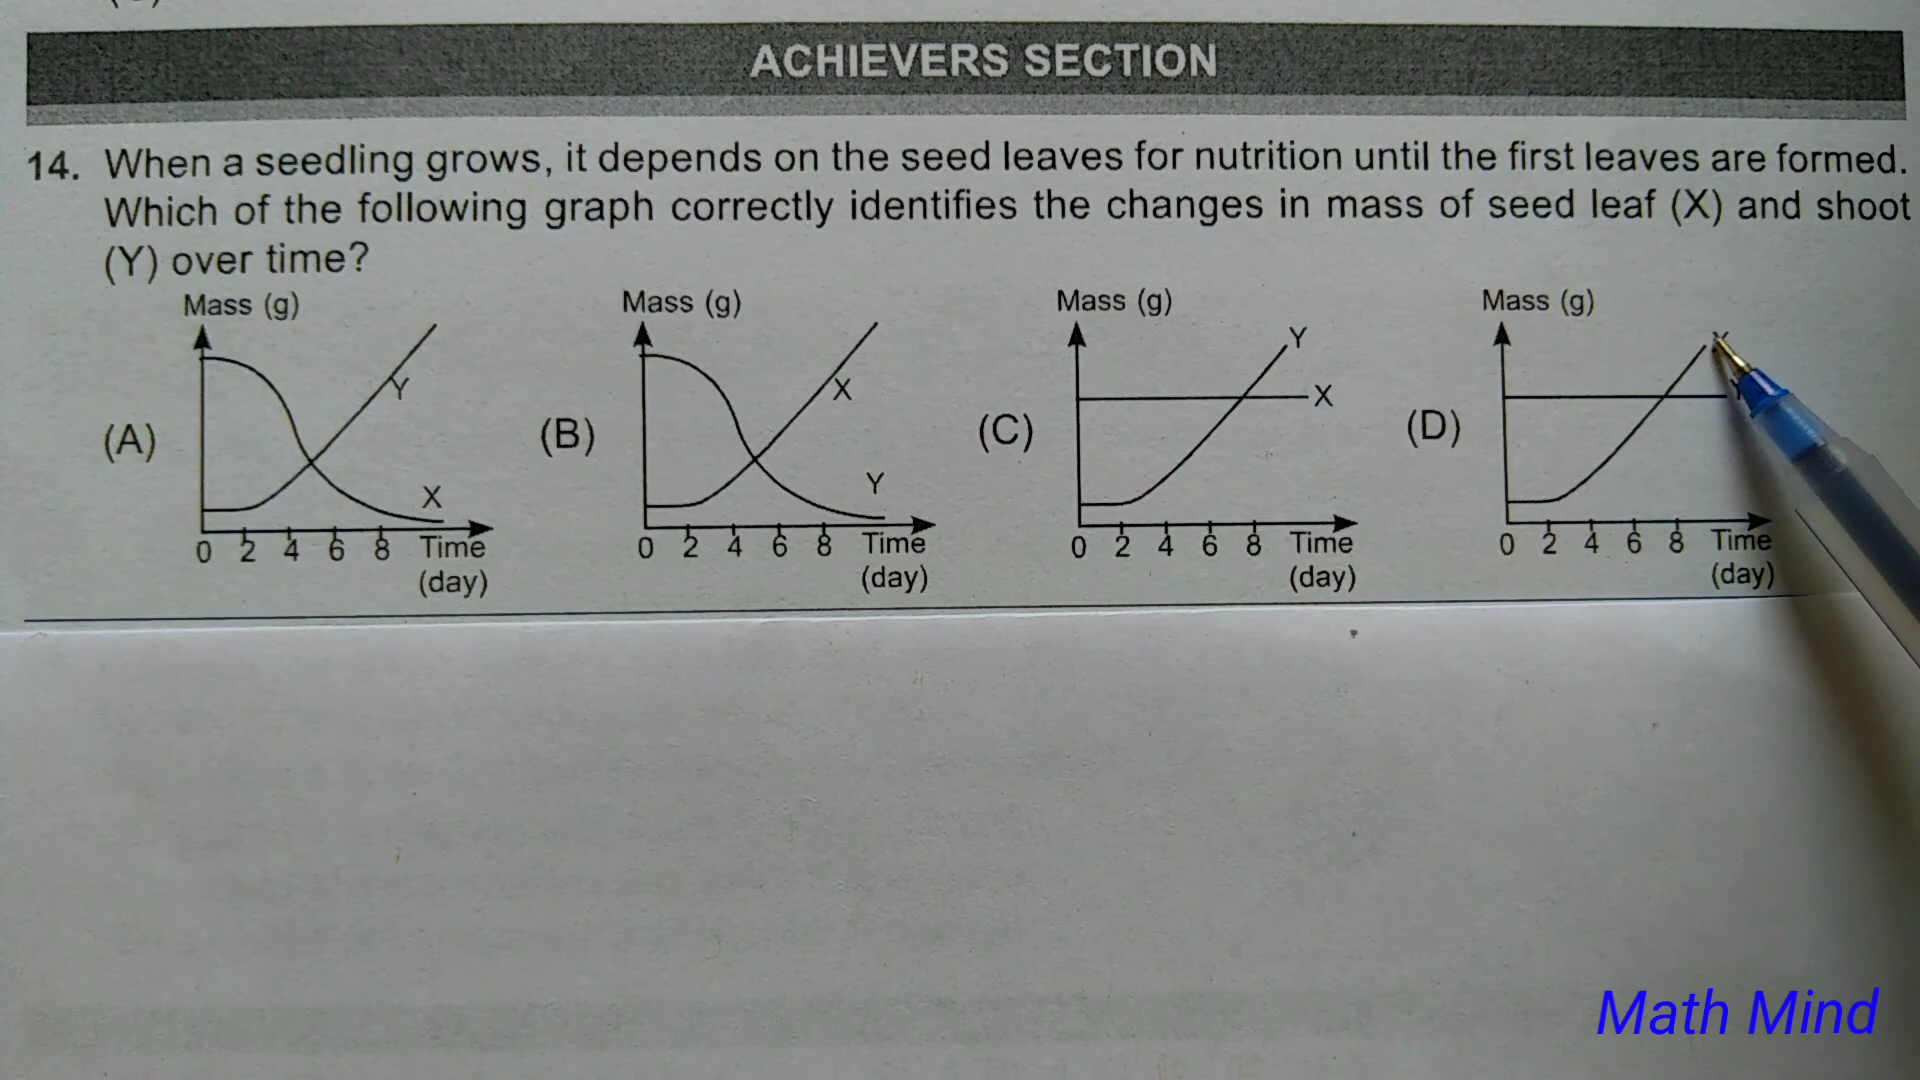 ACHIEVERS SECTION
14. When a seedling grows, it depends on the seed leaves for nutrition until the first leaves are formed.
Which of the following graph correctly identifies the changes in mass of seed leaf (X) and shoot
(Y) over time?
(A)
Mass (g)
Y
X
0 2 4 6 8 Time
(day)
(B)
Mass (g)
X
Y
0 2 4 6 8 Time
(day)
(C)
Mass (g)
Y
X
0 2 4 6 8 Time
(day)
(D)
Mass (g)
0 2 4 6 8 Time
(day)
Math Mind